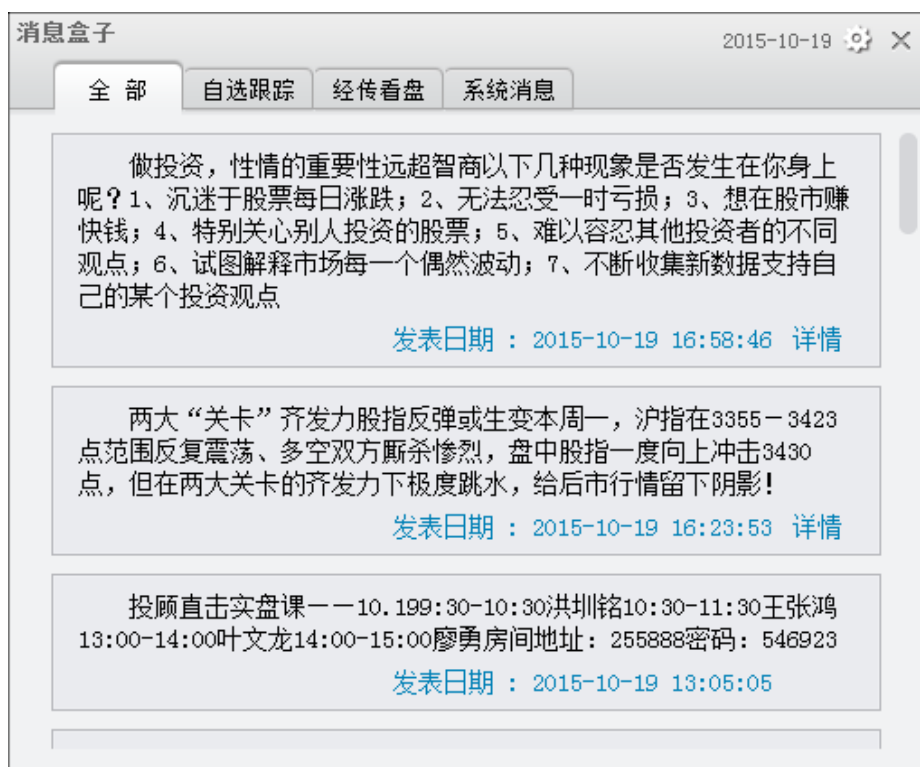 消息盒子
2015-10-19
全 部 自选跟踪 经传看盘 系统消息
做投资，性情的重要性远超智商以下几种现象是否发生在你身上
呢？1、沉迷于股票每日涨跌；2、无法忍受一时亏损；3、想在股市赚
快钱；4、特别关心别人投资的股票；5、难以容忍其他投资者的不同
观点；6、试图解释市场每一个偶然波动；7、不断收集新数据支持自
己的某个投资观点
发表日期 : 2015-10-19 16:58:46 详情
两大“关卡”齐发力股指反弹或生变本周一，沪指在3355－3423
点范围反复震荡、多空双方厮杀惨烈，盘中股指一度向上冲击3430
点，但在两大关卡的齐发力下极度跳水，给后市行情留下阴影！
发表日期 : 2015-10-19 16:23:53 详情
投顾直击实盘课——10.199:30-10:30洪圳铭10:30-11:30王张鸿
13:00-14:00叶文龙14:00-15:00廖勇房间地址：255888密码：546923
发表日期 : 2015-10-19 13:05:05